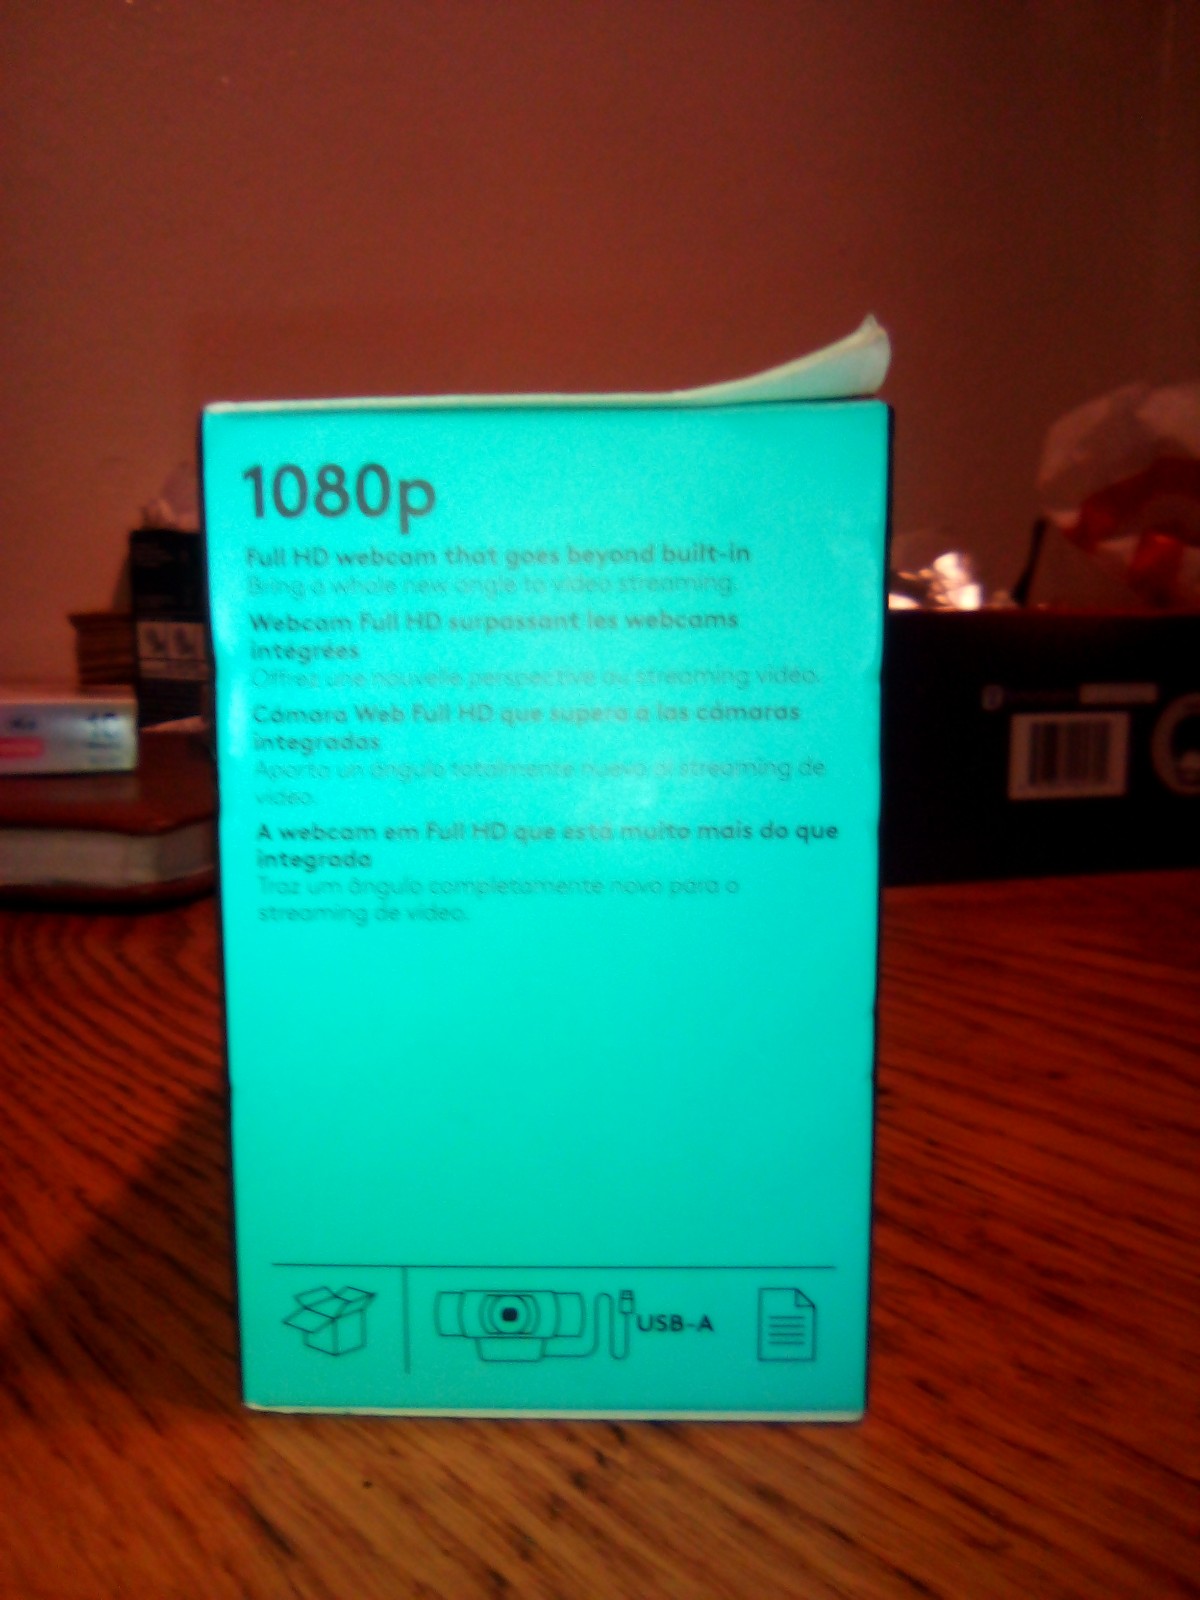 1080p
Full HD webcam that goes beyond built-in
Bring a whole new angle to video streaming.
Webcam Full HD surpassant les webcams
intégrées
Offrez une nouvelle perspective au streaming vidéo.
Cámara Web Full HD que supera a las cámaras
integradas
Aporta un ángulo totalmente nuevo al streaming de
vídeo.
A webcam em Full HD que está muito mais do que
integrada
Traz um ângulo completamente novo para o
streaming de vídeo.
USB-A